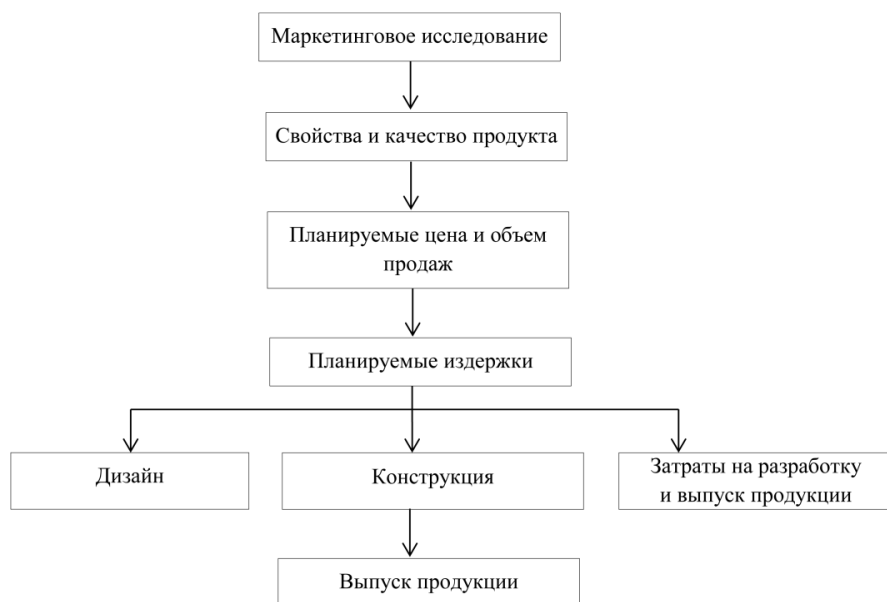 Маркетинговое исследование
Свойства и качество продукта
Планируемые цена и объем
продаж
Планируемые издержки
Дизайн
Конструкция
Затраты на разработку
и выпуск продукции
Выпуск продукции